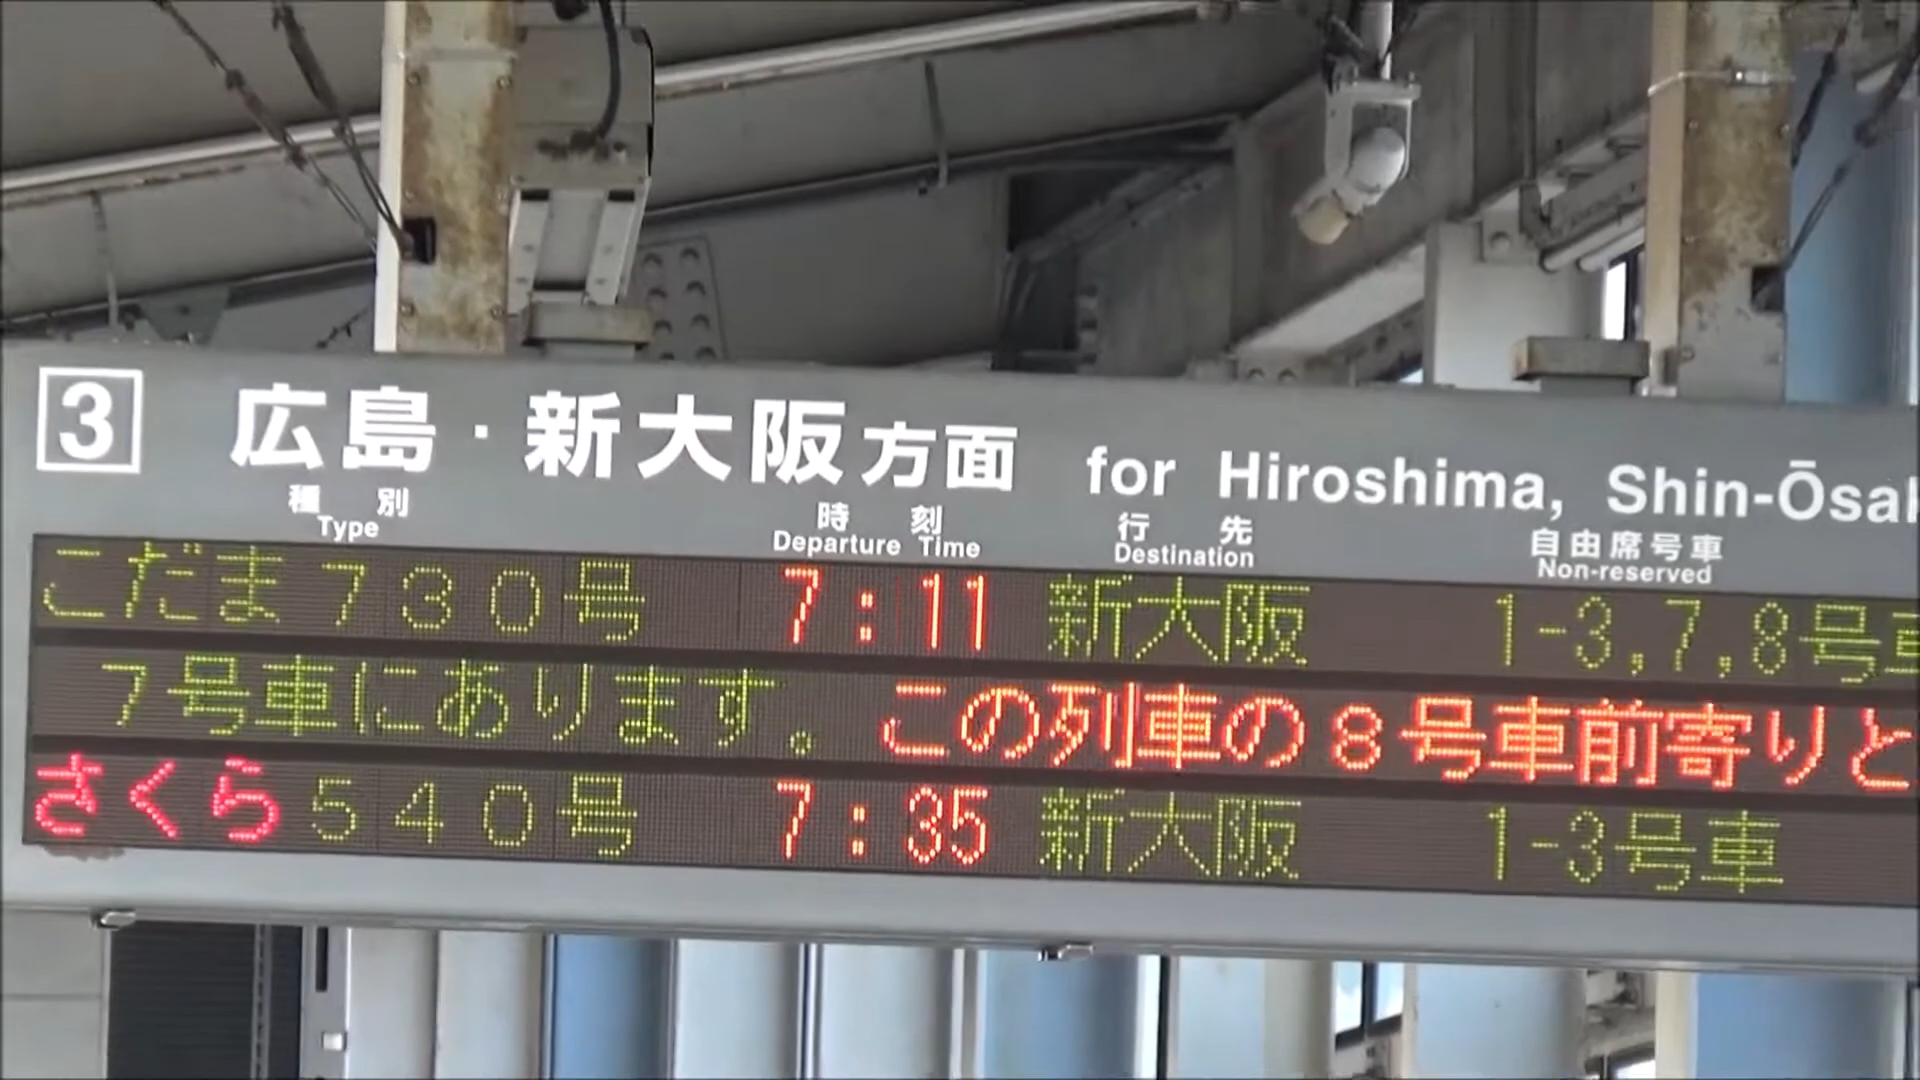 3 広島・新大阪方面 for Hiroshima, Shin-Ōsak
種別 時刻 行先 自由席号車
Type Departure Time Destination Non-reserved
こだま730号 7:11 新大阪 1-3,7,8号車
7号車にあります。この列車の8号車前寄りと
さくら540号 7:35 新大阪 1-3号車